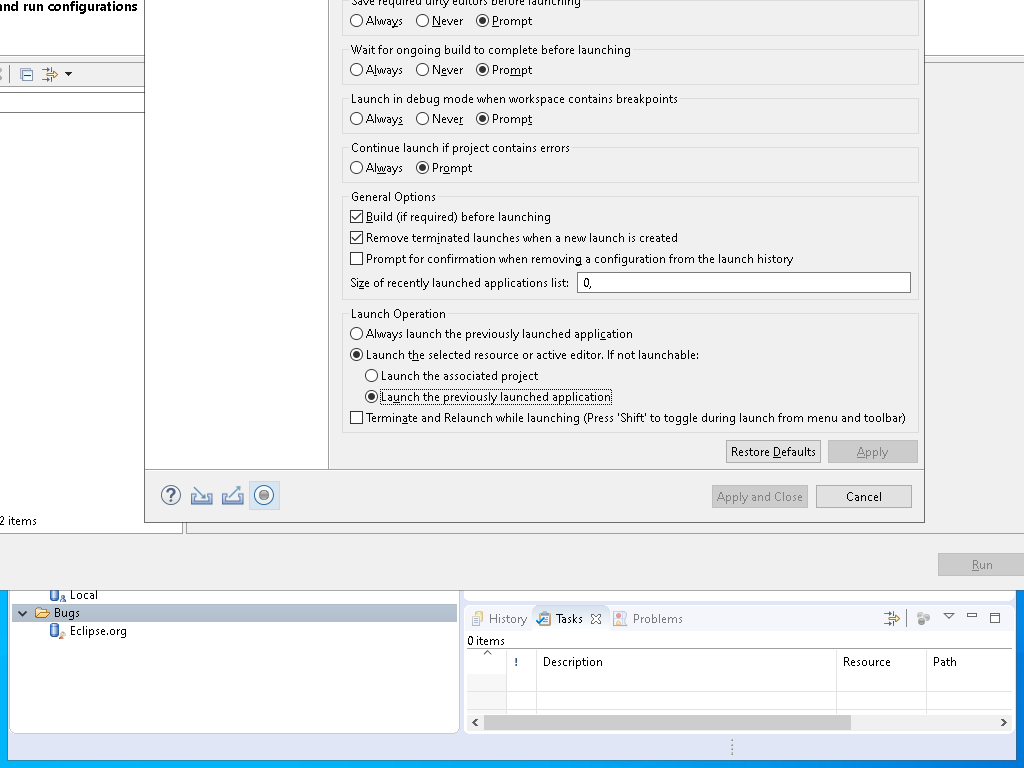 and run configurations
Save required dirty editors before launching
Always Never Prompt
Wait for ongoing build to complete before launching
Always Never Prompt
Launch in debug mode when workspace contains breakpoints
Always Never Prompt
Continue launch if project contains errors
Always Prompt
General Options
Build (if required) before launching
Remove terminated launches when a new launch is created
Prompt for confirmation when removing a configuration from the launch history
Size of recently launched applications list: 0,
Launch Operation
Always launch the previously launched application
Launch the selected resource or active editor. If not launchable:
Launch the associated project
Launch the previously launched application
Terminate and Relaunch while launching (Press 'Shift' to toggle during launch from menu and toolbar)
Restore Defaults Apply
Apply and Close Cancel
2 items
Run
Local
Bugs
Eclipse.org
History Tasks Problems
0 items
! Description Resource Path